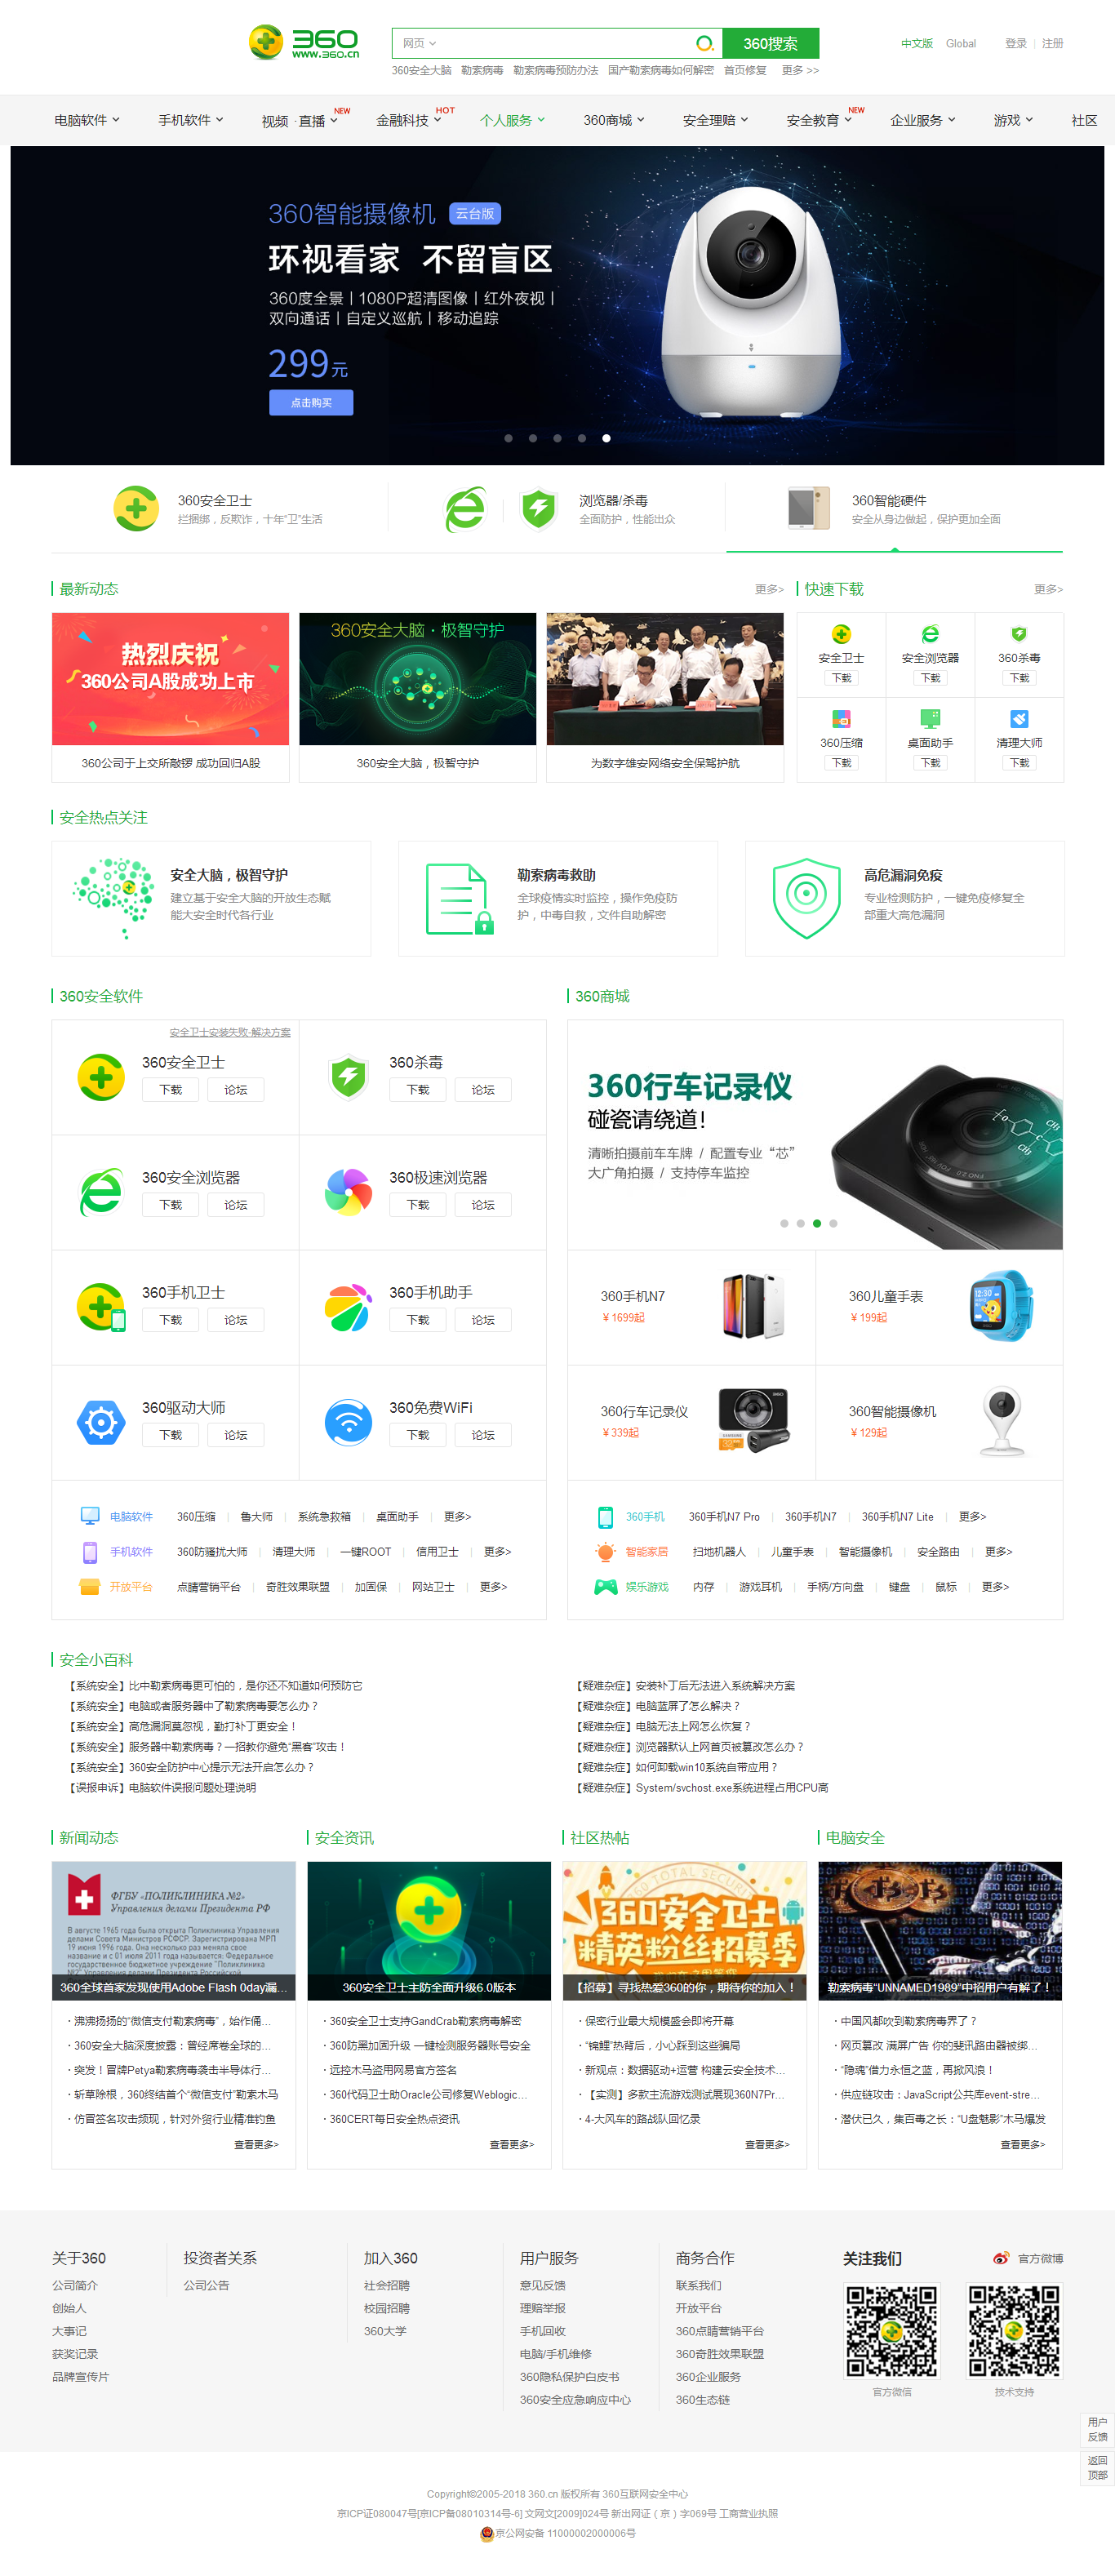 360
www.360.cn
网页
360搜索
中文版 Global 登录 注册
360安全大脑 勒索病毒 勒索病毒预防办法 国产勒索病毒如何解密 首页修复 更多 >>
电脑软件 手机软件 视频·直播 NEW 金融科技 HOT 个人服务 360商城 安全理赔 安全教育 NEW 企业服务 游戏 社区
360智能摄像机 云台版
环视看家 不留盲区
360度全景丨1080P超清图像丨红外夜视丨
双向通话丨自定义巡航丨移动追踪
299元
点击购买
360安全卫士
拦捆绑，反欺诈，十年“卫”生活
浏览器/杀毒
全面防护，性能出众
360智能硬件
安全从身边做起，保护更加全面
最新动态 更多>
热烈庆祝
360公司A股成功上市
360公司于上交所敲锣 成功回归A股
360安全大脑·极智守护
360安全大脑，极智守护
为数字雄安网络安全保驾护航
快速下载 更多>
安全卫士 安全浏览器 360杀毒
下载 下载 下载
360压缩 桌面助手 清理大师
下载 下载 下载
安全热点关注
安全大脑，极智守护
建立基于安全大脑的开放生态赋
能大安全时代各行业
勒索病毒救助
全球疫情实时监控，操作免疫防
护，中毒自救，文件自助解密
高危漏洞免疫
专业检测防护，一键免疫修复全
部重大高危漏洞
360安全软件
安全卫士安装失败-解决方案
360安全卫士
下载 论坛
360杀毒
下载 论坛
360安全浏览器
下载 论坛
360极速浏览器
下载 论坛
360手机卫士
下载 论坛
360手机助手
下载 论坛
360驱动大师
下载 论坛
360免费WiFi
下载 论坛
电脑软件 360压缩 | 鲁大师 | 系统急救箱 | 桌面助手 | 更多>
手机软件 360防骚扰大师 | 清理大师 | 一键ROOT | 信用卫士 | 更多>
开放平台 点睛营销平台 | 奇胜效果联盟 | 加固保 | 网站卫士 | 更多>
360商城
360行车记录仪
碰瓷请绕道！
清晰拍摄前车车牌 / 配置专业“芯”
大广角拍摄 / 支持停车监控
360手机N7
¥1699起
360儿童手表
¥199起
360行车记录仪
¥339起
360智能摄像机
¥129起
360手机 360手机N7 Pro | 360手机N7 | 360手机N7 Lite | 更多>
智能家居 扫地机器人 | 儿童手表 | 智能摄像机 | 安全路由 | 更多>
娱乐游戏 内存 | 游戏耳机 | 手柄/方向盘 | 键盘 | 鼠标 | 更多>
安全小百科
【系统安全】比中勒索病毒更可怕的，是你还不知道如何预防它
【系统安全】电脑或者服务器中了勒索病毒要怎么办？
【系统安全】高危漏洞莫忽视，勤打补丁更安全！
【系统安全】服务器中勒索病毒？一招教你避免“黑客”攻击！
【系统安全】360安全防护中心提示无法开启怎么办？
【误报申诉】电脑软件误报问题处理说明
【疑难杂症】安装补丁后无法进入系统解决方案
【疑难杂症】电脑蓝屏了怎么解决？
【疑难杂症】电脑无法上网怎么恢复？
【疑难杂症】浏览器默认上网首页被篡改怎么办？
【疑难杂症】如何卸载win10系统自带应用？
【疑难杂症】System/svchost.exe系统进程占用CPU高
新闻动态
ФГБУ «ПОЛИКЛИНИКА №2»
Управления делами Президента РФ
В августе 1965 года была открыта Поликлиника Управления
делами Совета Министров РСФСР. Зарегистрирована МРП
19 июня 1996 года. Она несколько раз меняла свое
название и с 01 июля 2011 года называется: Федеральное
государственное бюджетное учреждение "Поликлиника
360全球首家发现使用Adobe Flash 0day漏...
· 沸沸扬扬的“微信支付勒索病毒”，始作俑...
· 360安全大脑深度披露：曾经席卷全球的...
· 突发！冒牌Petya勒索病毒袭击半导体行...
· 斩草除根，360终结首个“微信支付”勒索木马
· 仿冒签名攻击频现，针对外贸行业精准钓鱼
查看更多>
安全资讯
360安全卫士主防全面升级6.0版本
· 360安全卫士支持GandCrab勒索病毒解密
· 360防黑加固升级 一键检测服务器账号安全
· 远控木马盗用网易官方签名
· 360代码卫士助Oracle公司修复Weblogic...
· 360CERT每日安全热点资讯
查看更多>
社区热帖
360 TOTAL SECURITY
360安全卫士
精英粉丝招募季
【招募】寻找热爱360的你，期待你的加入！
· 保密行业最大规模盛会即将开幕
· “锦鲤”热背后，小心踩到这些骗局
· 新观点：数据驱动+运营 构建云安全技术...
· 【实测】多款主流游戏测试展现360N7Pr...
· 4-大风车的路战队回忆录
查看更多>
电脑安全
勒索病毒“UNNAMED1989”中招用户有解了！
· 中国风都吹到勒索病毒界了？
· 网页篡改 满屏广告 你的斐讯路由器被绑...
· “隐魂”借力永恒之蓝，再掀风浪！
· 供应链攻击：JavaScript公共库event-stre...
· 潜伏已久，集百毒之长：“U盘魅影”木马爆发
查看更多>
关于360
公司简介
创始人
大事记
获奖记录
品牌宣传片
投资者关系
公司公告
加入360
社会招聘
校园招聘
360大学
用户服务
意见反馈
理赔举报
手机回收
电脑/手机维修
360隐私保护白皮书
360安全应急响应中心
商务合作
联系我们
开放平台
360点睛营销平台
360奇胜效果联盟
360企业服务
360生态链
关注我们 官方微博
官方微信 技术支持
用户
反馈
返回
顶部
Copyright©2005-2018 360.cn 版权所有 360互联网安全中心
京ICP证080047号[京ICP备08010314号-6] 文网文[2009]024号 新出网证（京）字069号 工商营业执照
京公网安备 11000002000006号